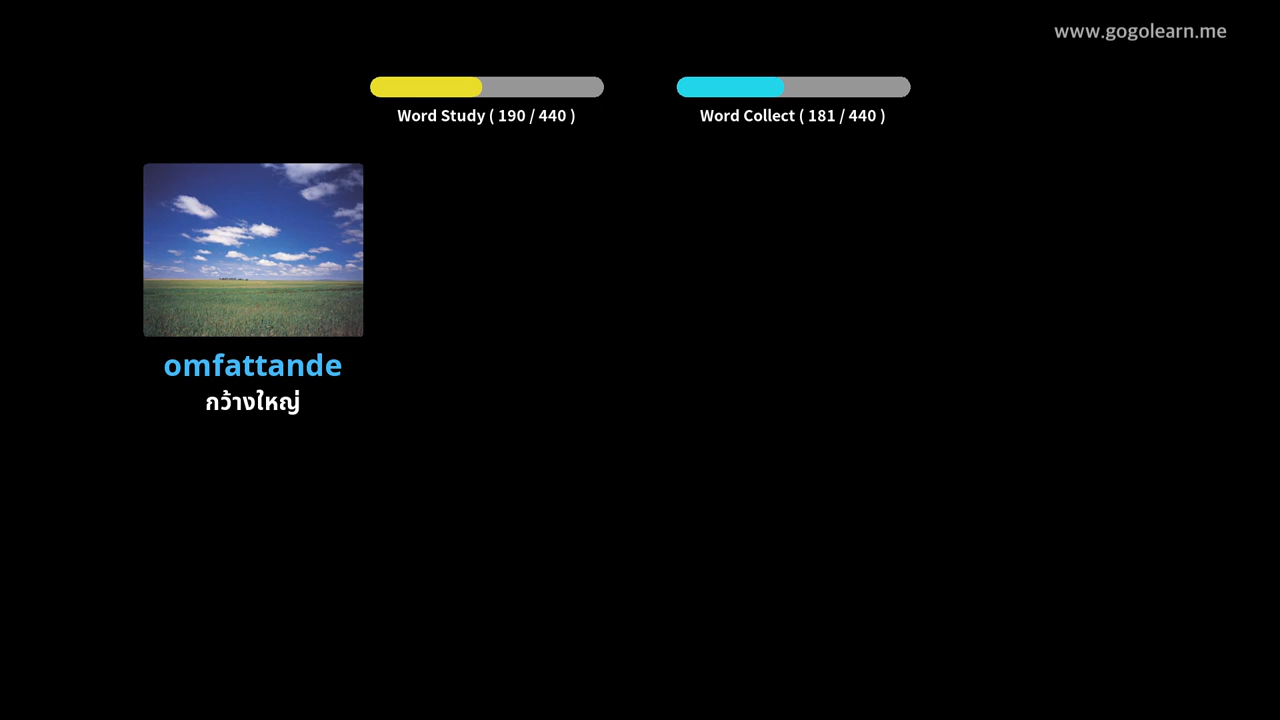 www.gogolearn.me
Word Study ( 190 / 440 )
Word Collect ( 181 / 440 )
omfattande
กว้างใหญ่